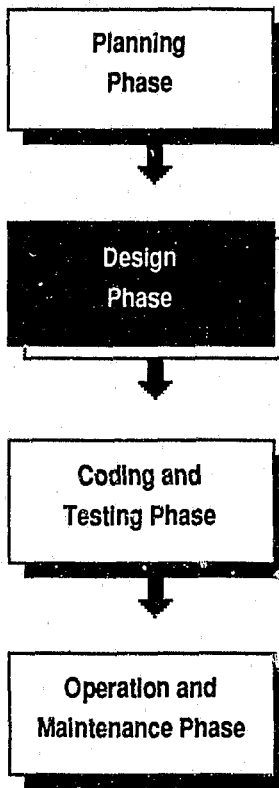 Planning
Phase
Design
Phase
Coding and
Testing Phase
Operation and
Maintenance Phase